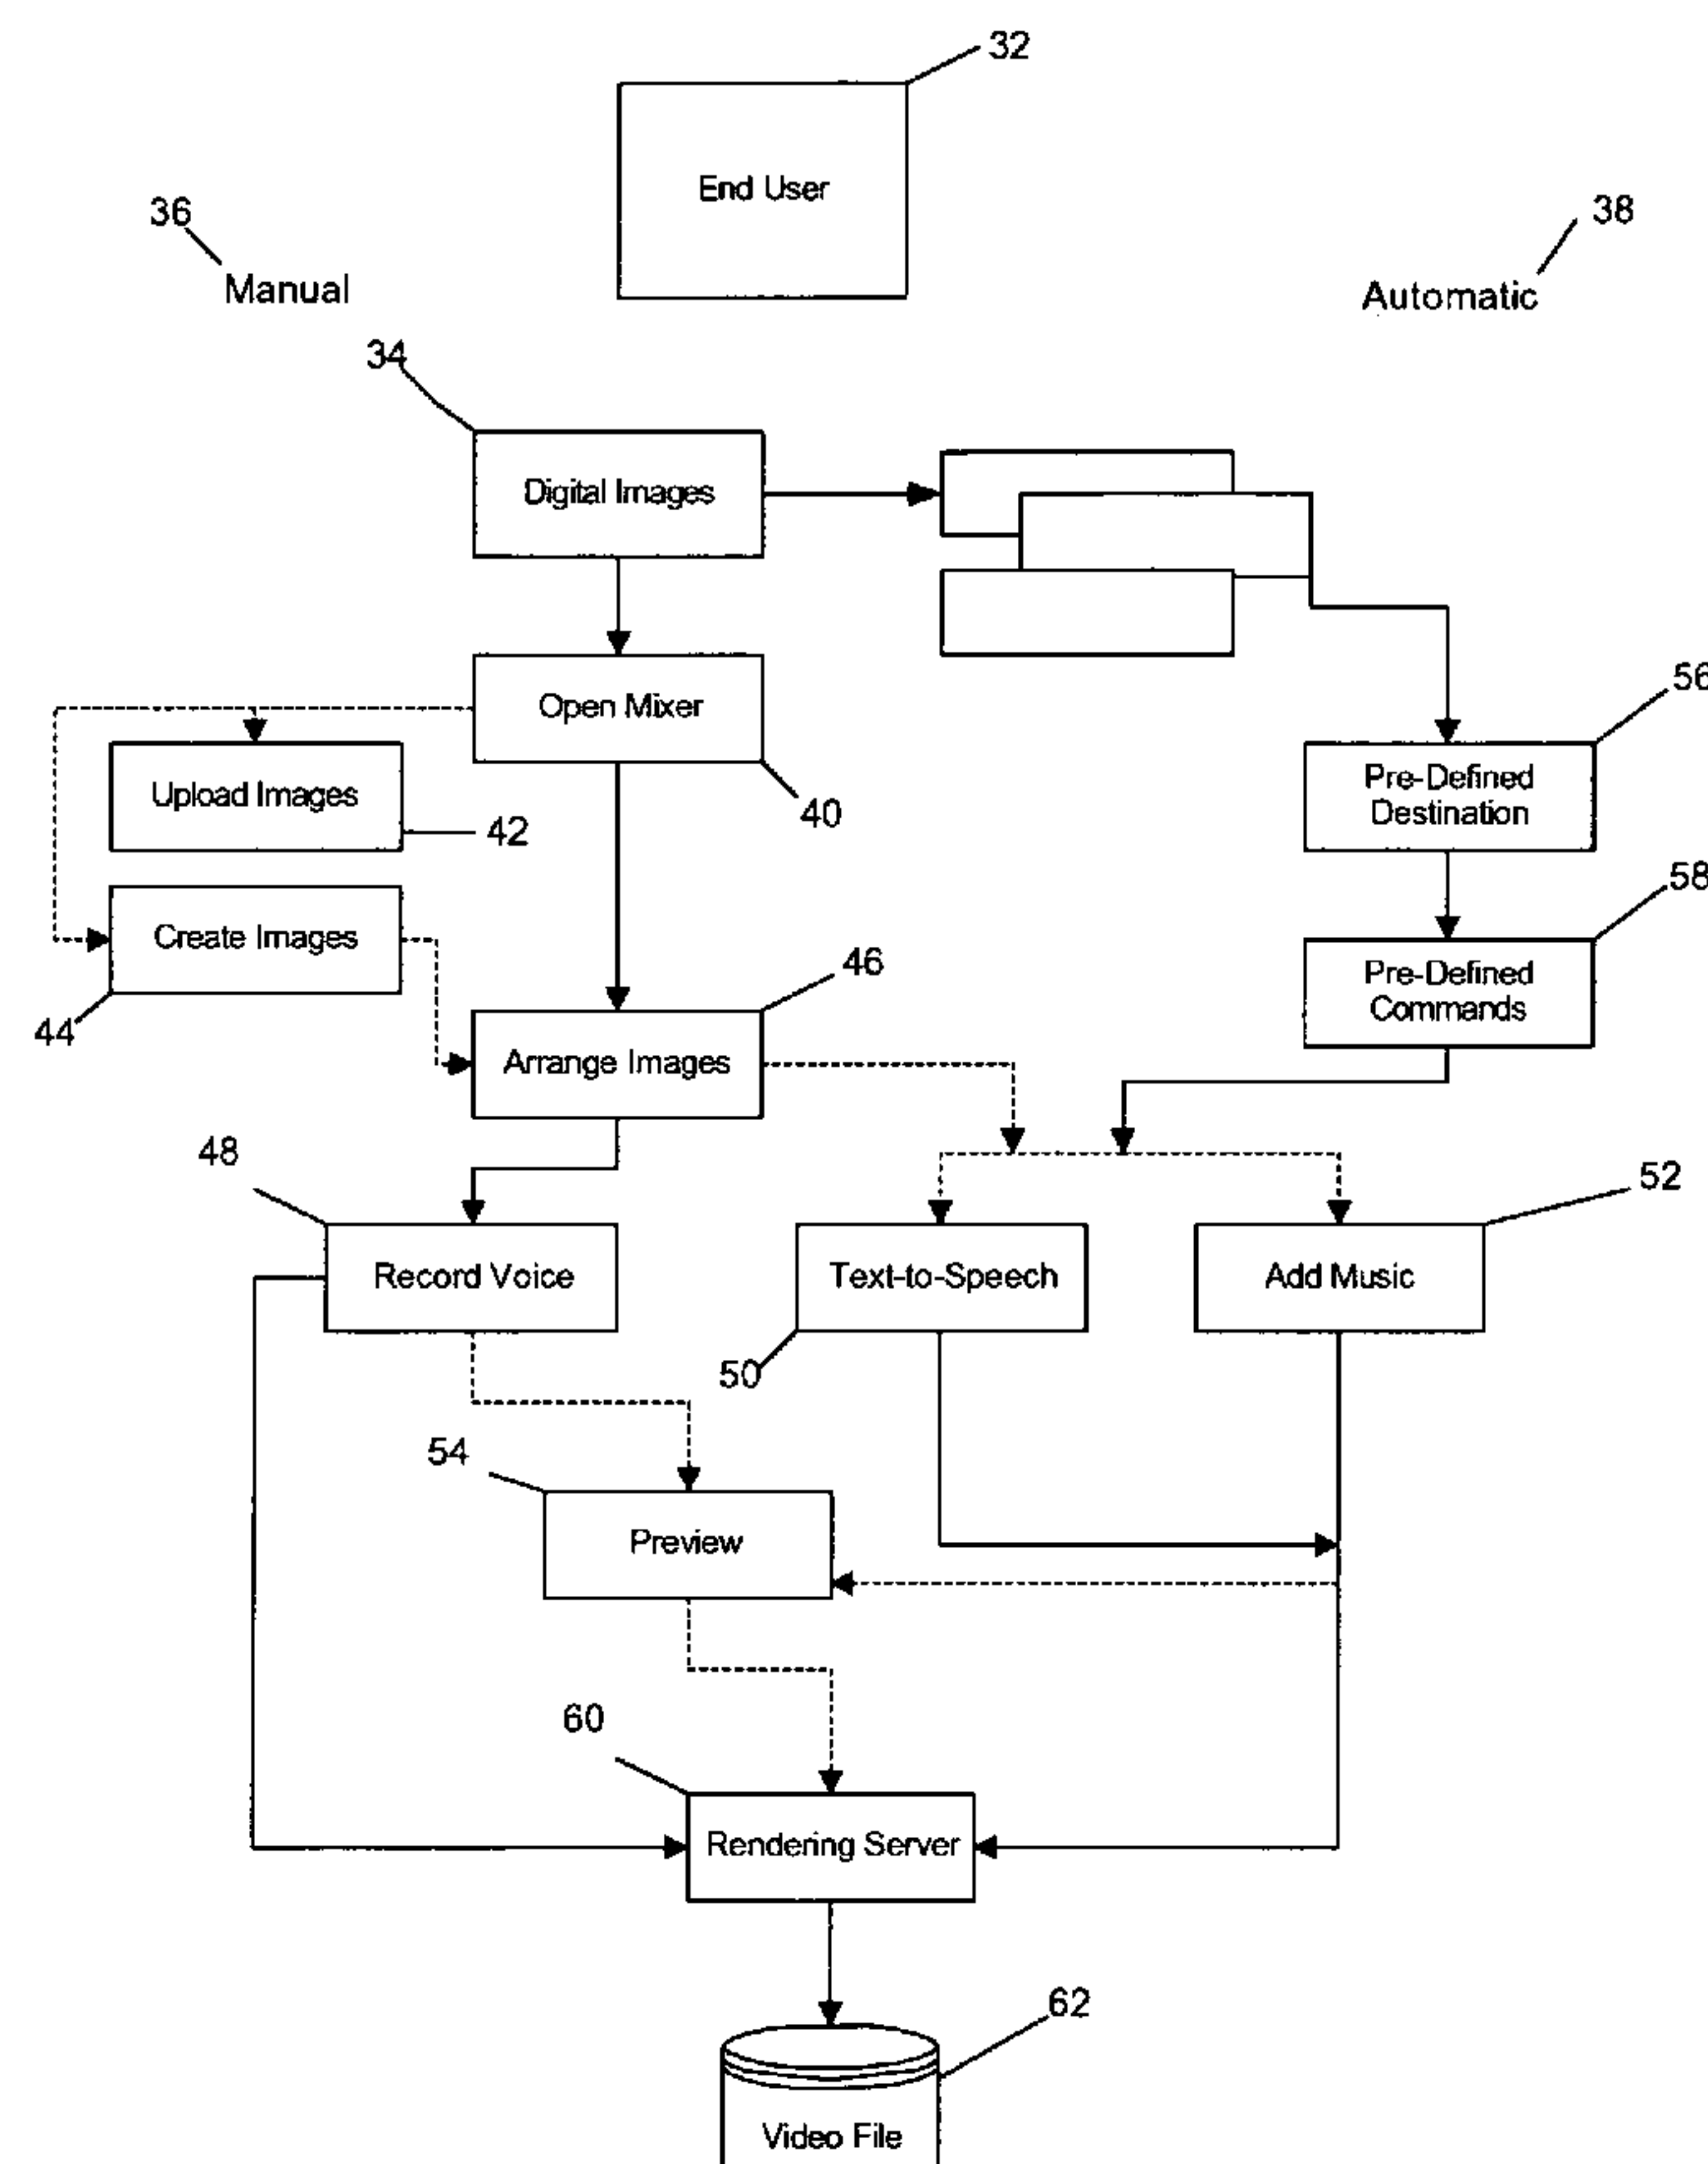 32
End User
36
Manual
38
Automatic
34
Digital Images
Open Mixer
40
Upload Images
42
56
Pre-Defined
Destination
Create Images
44
58
Pre-Defined
Commands
46
Arrange Images
48
Record Voice
Text-to-Speech
50
52
Add Music
54
Preview
60
Rendering Server
62
Video File